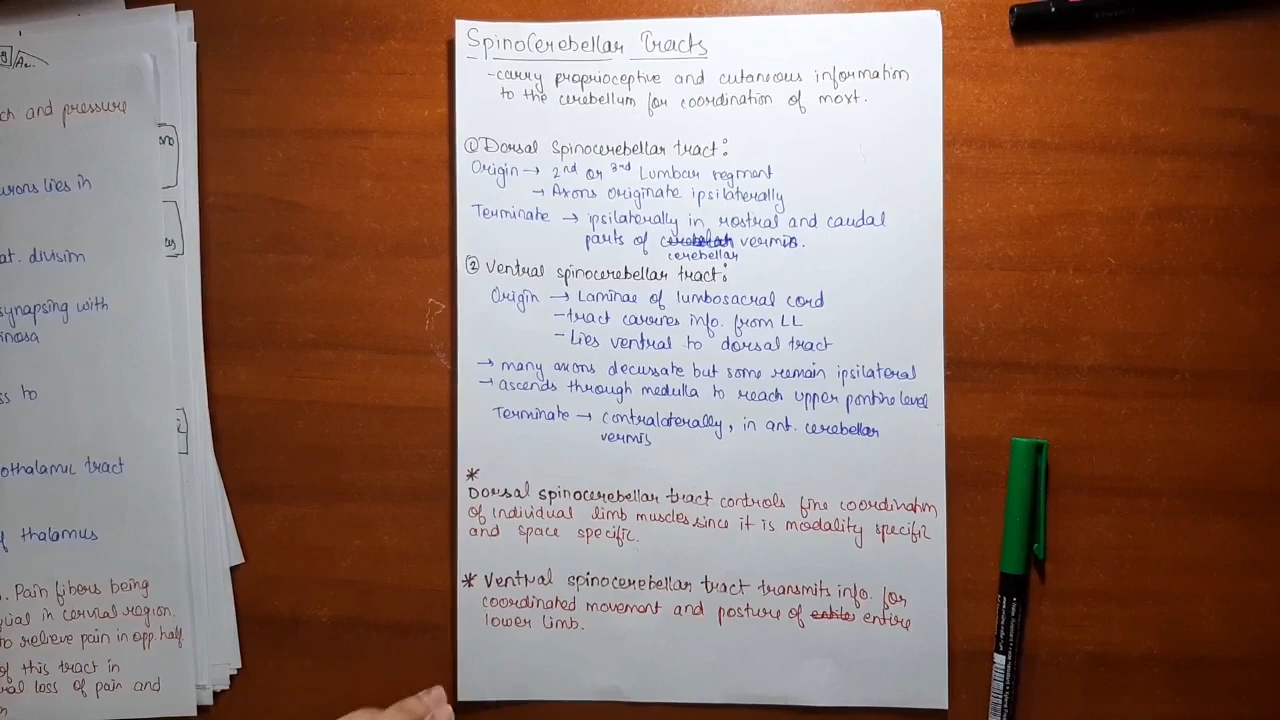 ch and pressure
urons lies in
at. division
synapsing with
inosa
ss to
othalamic tract
thalamus
. Pain fibers being
ucial in cervical region.
to relieve pain in opp. half.
of this tract in
loss of pain and
SpinoCerebellar Tracts
-carry proprioceptive and cutaneous information
to the cerebellum for coordination of movt.
① Dorsal Spinocerebellar tract:
Origin → 2nd or 3rd Lumbar segment
→ Axons originate ipsilaterally
Terminate → ipsilaterally in rostral and caudal
parts of vermis.
cerebellar
② Ventral spinocerebellar tract:
Origin → Laminae of lumbosacral cord
- tract carries info. from LL
- Lies ventral to dorsal tract
→ many axons decussate but some remain ipsilateral
→ ascends through medulla to reach upper pontine level
Terminate → contralaterally, in ant. cerebellar
vermis
*
Dorsal spinocerebellar tract controls fine coordination
of individual limb muscles since it is modality specific
and space specific.
* Ventral spinocerebellar tract transmits info. for
coordinated movement and posture of entire
lower limb.